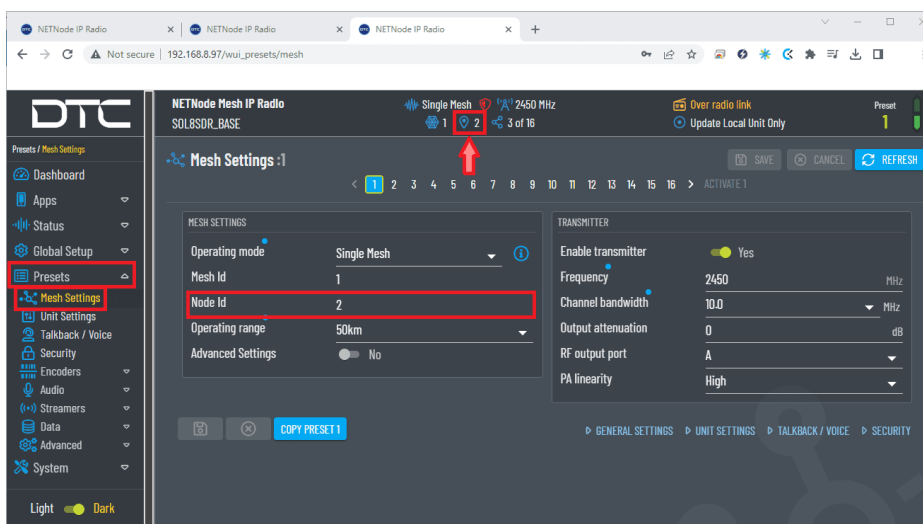 NETNode IP Radio
NETNode IP Radio
NETNode IP Radio
Not secure | 192.168.8.97/wui_presets/mesh
DTC
NETNode Mesh IP Radio
SOL8SDR_BASE
Single Mesh 2450 MHz
1 2 3 of 16
Over radio link
Update Local Unit Only
Preset
1
Presets / Mesh Settings
Dashboard
Apps
Status
Global Setup
Presets
Mesh Settings
Unit Settings
Talkback / Voice
Security
Encoders
Audio
Streamers
Data
Advanced
System
Light Dark
Mesh Settings :1
SAVE CANCEL REFRESH
< 1 2 3 4 5 6 7 8 9 10 11 12 13 14 15 16 > ACTIVATE 1
MESH SETTINGS
Operating mode Single Mesh
Mesh Id 1
Node Id 2
Operating range 50km
Advanced Settings No
TRANSMITTER
Enable transmitter Yes
Frequency 2450 MHz
Channel bandwidth 10.0 MHz
Output attenuation 0 dB
RF output port A
PA linearity High
COPY PRESET 1
GENERAL SETTINGS UNIT SETTINGS TALKBACK / VOICE SECURITY